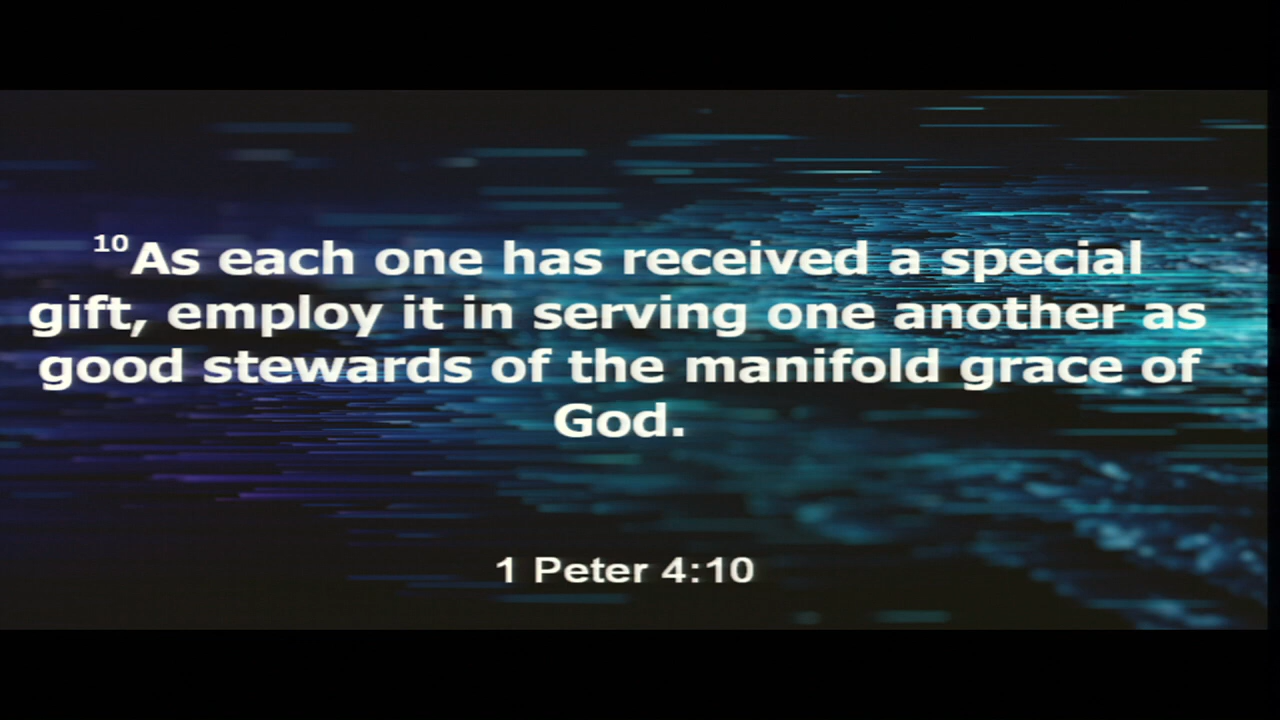 10As each one has received a special
gift, employ it in serving one another as
good stewards of the manifold grace of
God.
1 Peter 4:10